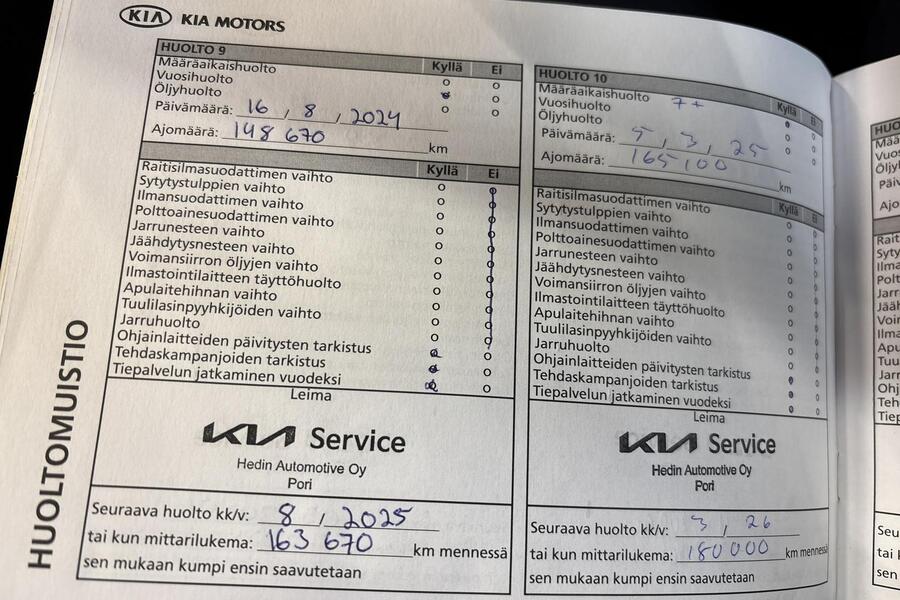 KIA KIA MOTORS
HUOLTOMUISTIO
HUOLTO 9
Kyllä Ei
Määräaikaishuolto
Vuosihuolto
Öljyhuolto
Päivämäärä: 16 , 8 , 2024
Ajomäärä: 148 670 km
Kyllä Ei
Raitisilmasuodattimen vaihto
Sytytystulppien vaihto
Ilmansuodattimen vaihto
Polttoainesuodattimen vaihto
Jarrunesteen vaihto
Jäähdytysnesteen vaihto
Voimansiirron öljyjen vaihto
Ilmastointilaitteen täyttöhuolto
Apulaitehihnan vaihto
Tuulilasinpyyhkijöiden vaihto
Jarruhuolto
Ohjainlaitteiden päivitysten tarkistus
Tehdaskampanjoiden tarkistus
Tiepalvelun jatkaminen vuodeksi
Leima
KIA Service
Hedin Automotive Oy
Pori
Seuraava huolto kk/v: 8 , 2025
tai kun mittarilukema: 163 670 km mennessä
sen mukaan kumpi ensin saavutetaan
HUOLTO 10
Kyllä Ei
Määräaikaishuolto 7+
Vuosihuolto
Öljyhuolto
Päivämäärä: 5 , 3 , 25
Ajomäärä: 165 100 km
Kyllä Ei
Raitisilmasuodattimen vaihto
Sytytystulppien vaihto
Ilmansuodattimen vaihto
Polttoainesuodattimen vaihto
Jarrunesteen vaihto
Jäähdytysnesteen vaihto
Voimansiirron öljyjen vaihto
Ilmastointilaitteen täyttöhuolto
Apulaitehihnan vaihto
Tuulilasinpyyhkijöiden vaihto
Jarruhuolto
Ohjainlaitteiden päivitysten tarkistus
Tehdaskampanjoiden tarkistus
Tiepalvelun jatkaminen vuodeksi
Leima
KIA Service
Hedin Automotive Oy
Pori
Seuraava huolto kk/v: 3 , 26
tai kun mittarilukema: 180 000 km mennessä
sen mukaan kumpi ensin saavutetaan